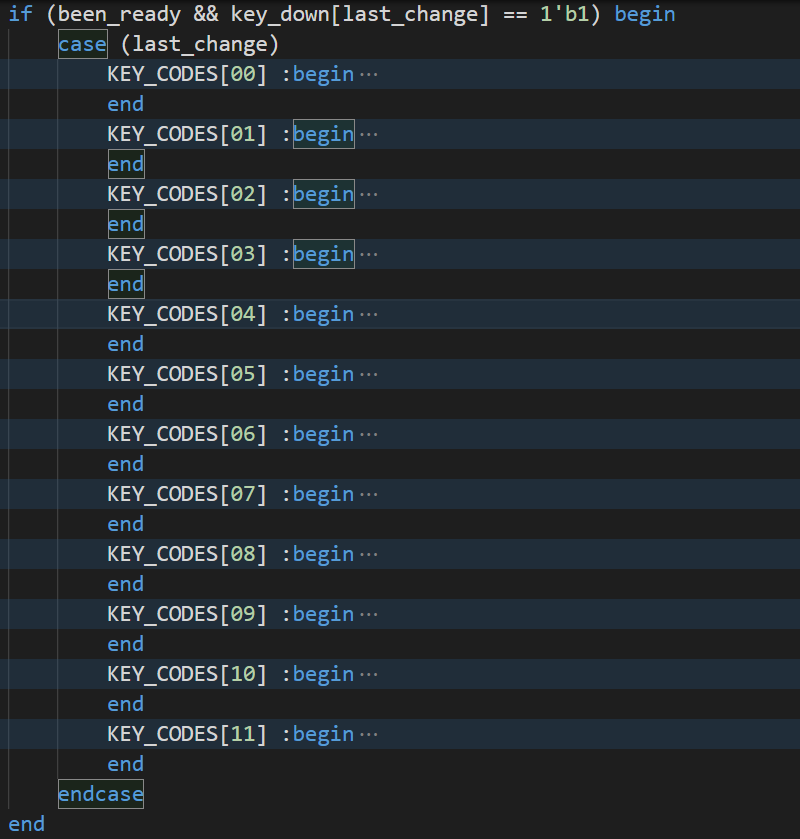 if (been_ready && key_down[last_change] == 1'b1) begin
    case (last_change)
        KEY_CODES[00] :begin ···
        end
        KEY_CODES[01] :begin ···
        end
        KEY_CODES[02] :begin ···
        end
        KEY_CODES[03] :begin ···
        end
        KEY_CODES[04] :begin ···
        end
        KEY_CODES[05] :begin ···
        end
        KEY_CODES[06] :begin ···
        end
        KEY_CODES[07] :begin ···
        end
        KEY_CODES[08] :begin ···
        end
        KEY_CODES[09] :begin ···
        end
        KEY_CODES[10] :begin ···
        end
        KEY_CODES[11] :begin ···
        end
    endcase
end